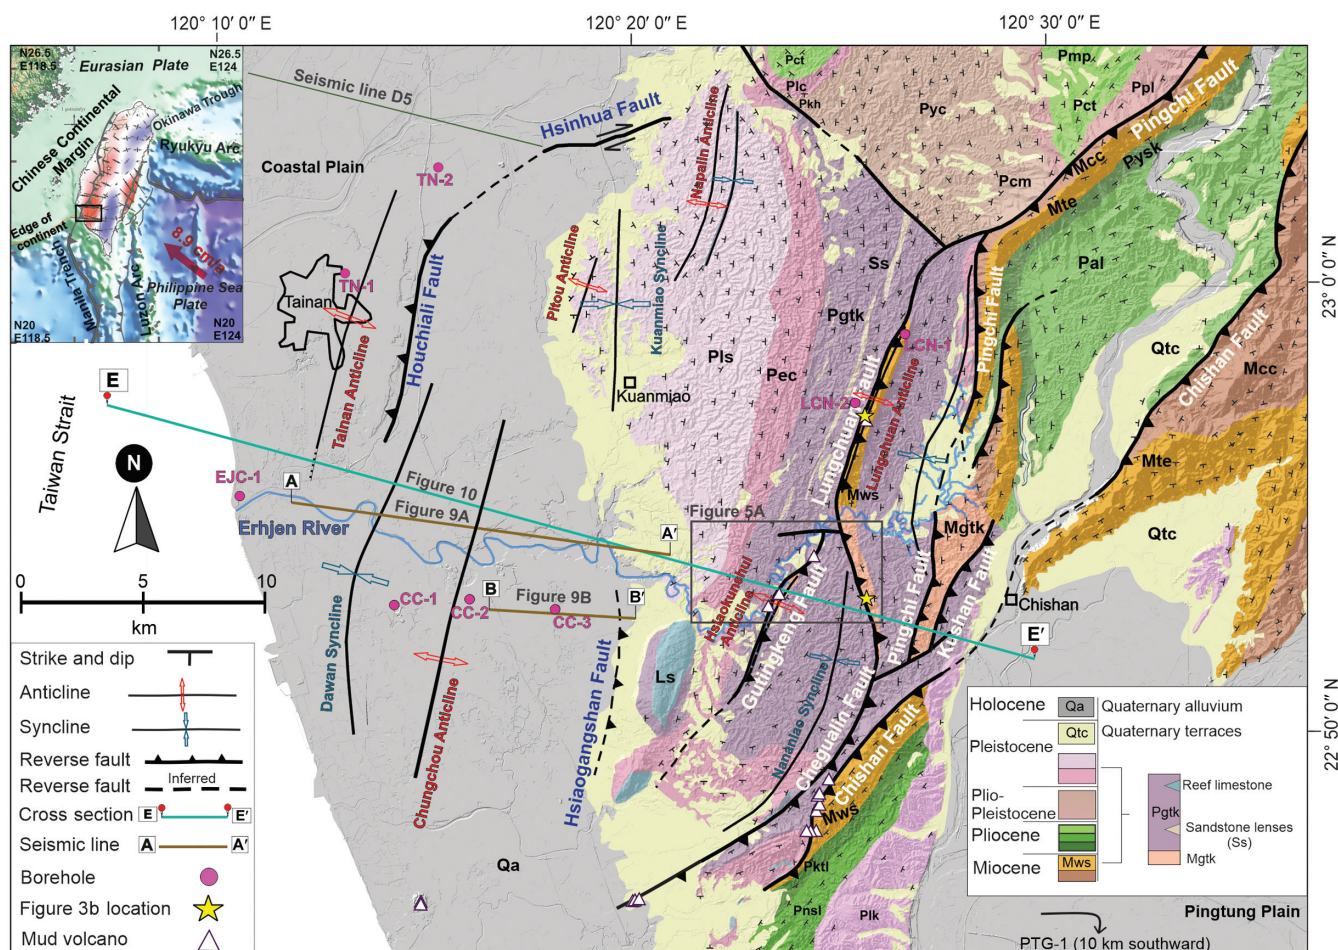 120° 10′ 0″ E
120° 20′ 0″ E
120° 30′ 0″ E
N26.5
E118.5
N26.5
E124
Eurasian Plate
Okinawa Trough
Ryukyu Arc
Chinese Continental
Margin
Edge of
continent
8.9 cm/a
Philippine Sea
Plate
Manila Trench
Luzon Arc
N20
E118.5
N20
E124
Seismic line D5
Coastal Plain
TN-2
Hsinhua Fault
Napalin Anticline
Pct
Plc
Pkh
Pyc
Pcm
Pmp
Pct
Ppl
Pingchi Fault
Mcc
Pysk
Mte
Tainan
TN-1
Houchiali Fault
Tainan Anticline
Pitou Anticline
Kuanmiao Syncline
Kuanmiao
Pls
Pec
Ss
Pgtk
CN-1
LCN-2
Lungchuan Fault
Lungchuan Anticline
Pingchi Fault
Pal
Qtc
Chishan Fault
Mcc
Mte
Qtc
23° 0′ 0″ N
22° 50′ 0″ N
Taiwan Strait
E
N
EJC-1
Erhjen River
A
Figure 10
Figure 9A
A′
Figure 5A
Mws
Mgtk
0
5
10
km
CC-1
CC-2
B
Figure 9B
B′
CC-3
Dawan Syncline
Chungchou Anticline
Hsiaogangshan Fault
Ls
Hsiaokunshui
Anticline
Gutingkeng Fault
Nananiao Syncline
Chegualin Fault
Pingchi Fault
Kishan Fault
Chishan Fault
Chishan
E′
Mws
Pktl
Pnsl
Plk
Qa
Strike and dip
Anticline
Syncline
Reverse fault
Reverse fault
Inferred
Cross section
E
E′
Seismic line
A
A′
Borehole
Figure 3b location
Mud volcano
Holocene
Qa
Quaternary alluvium
Pleistocene
Qtc
Quaternary terraces
Plio-
Pleistocene
Pliocene
Miocene
Mws
Pgtk
Reef limestone
Sandstone lenses
(Ss)
Mgtk
Pingtung Plain
PTG-1 (10 km southward)